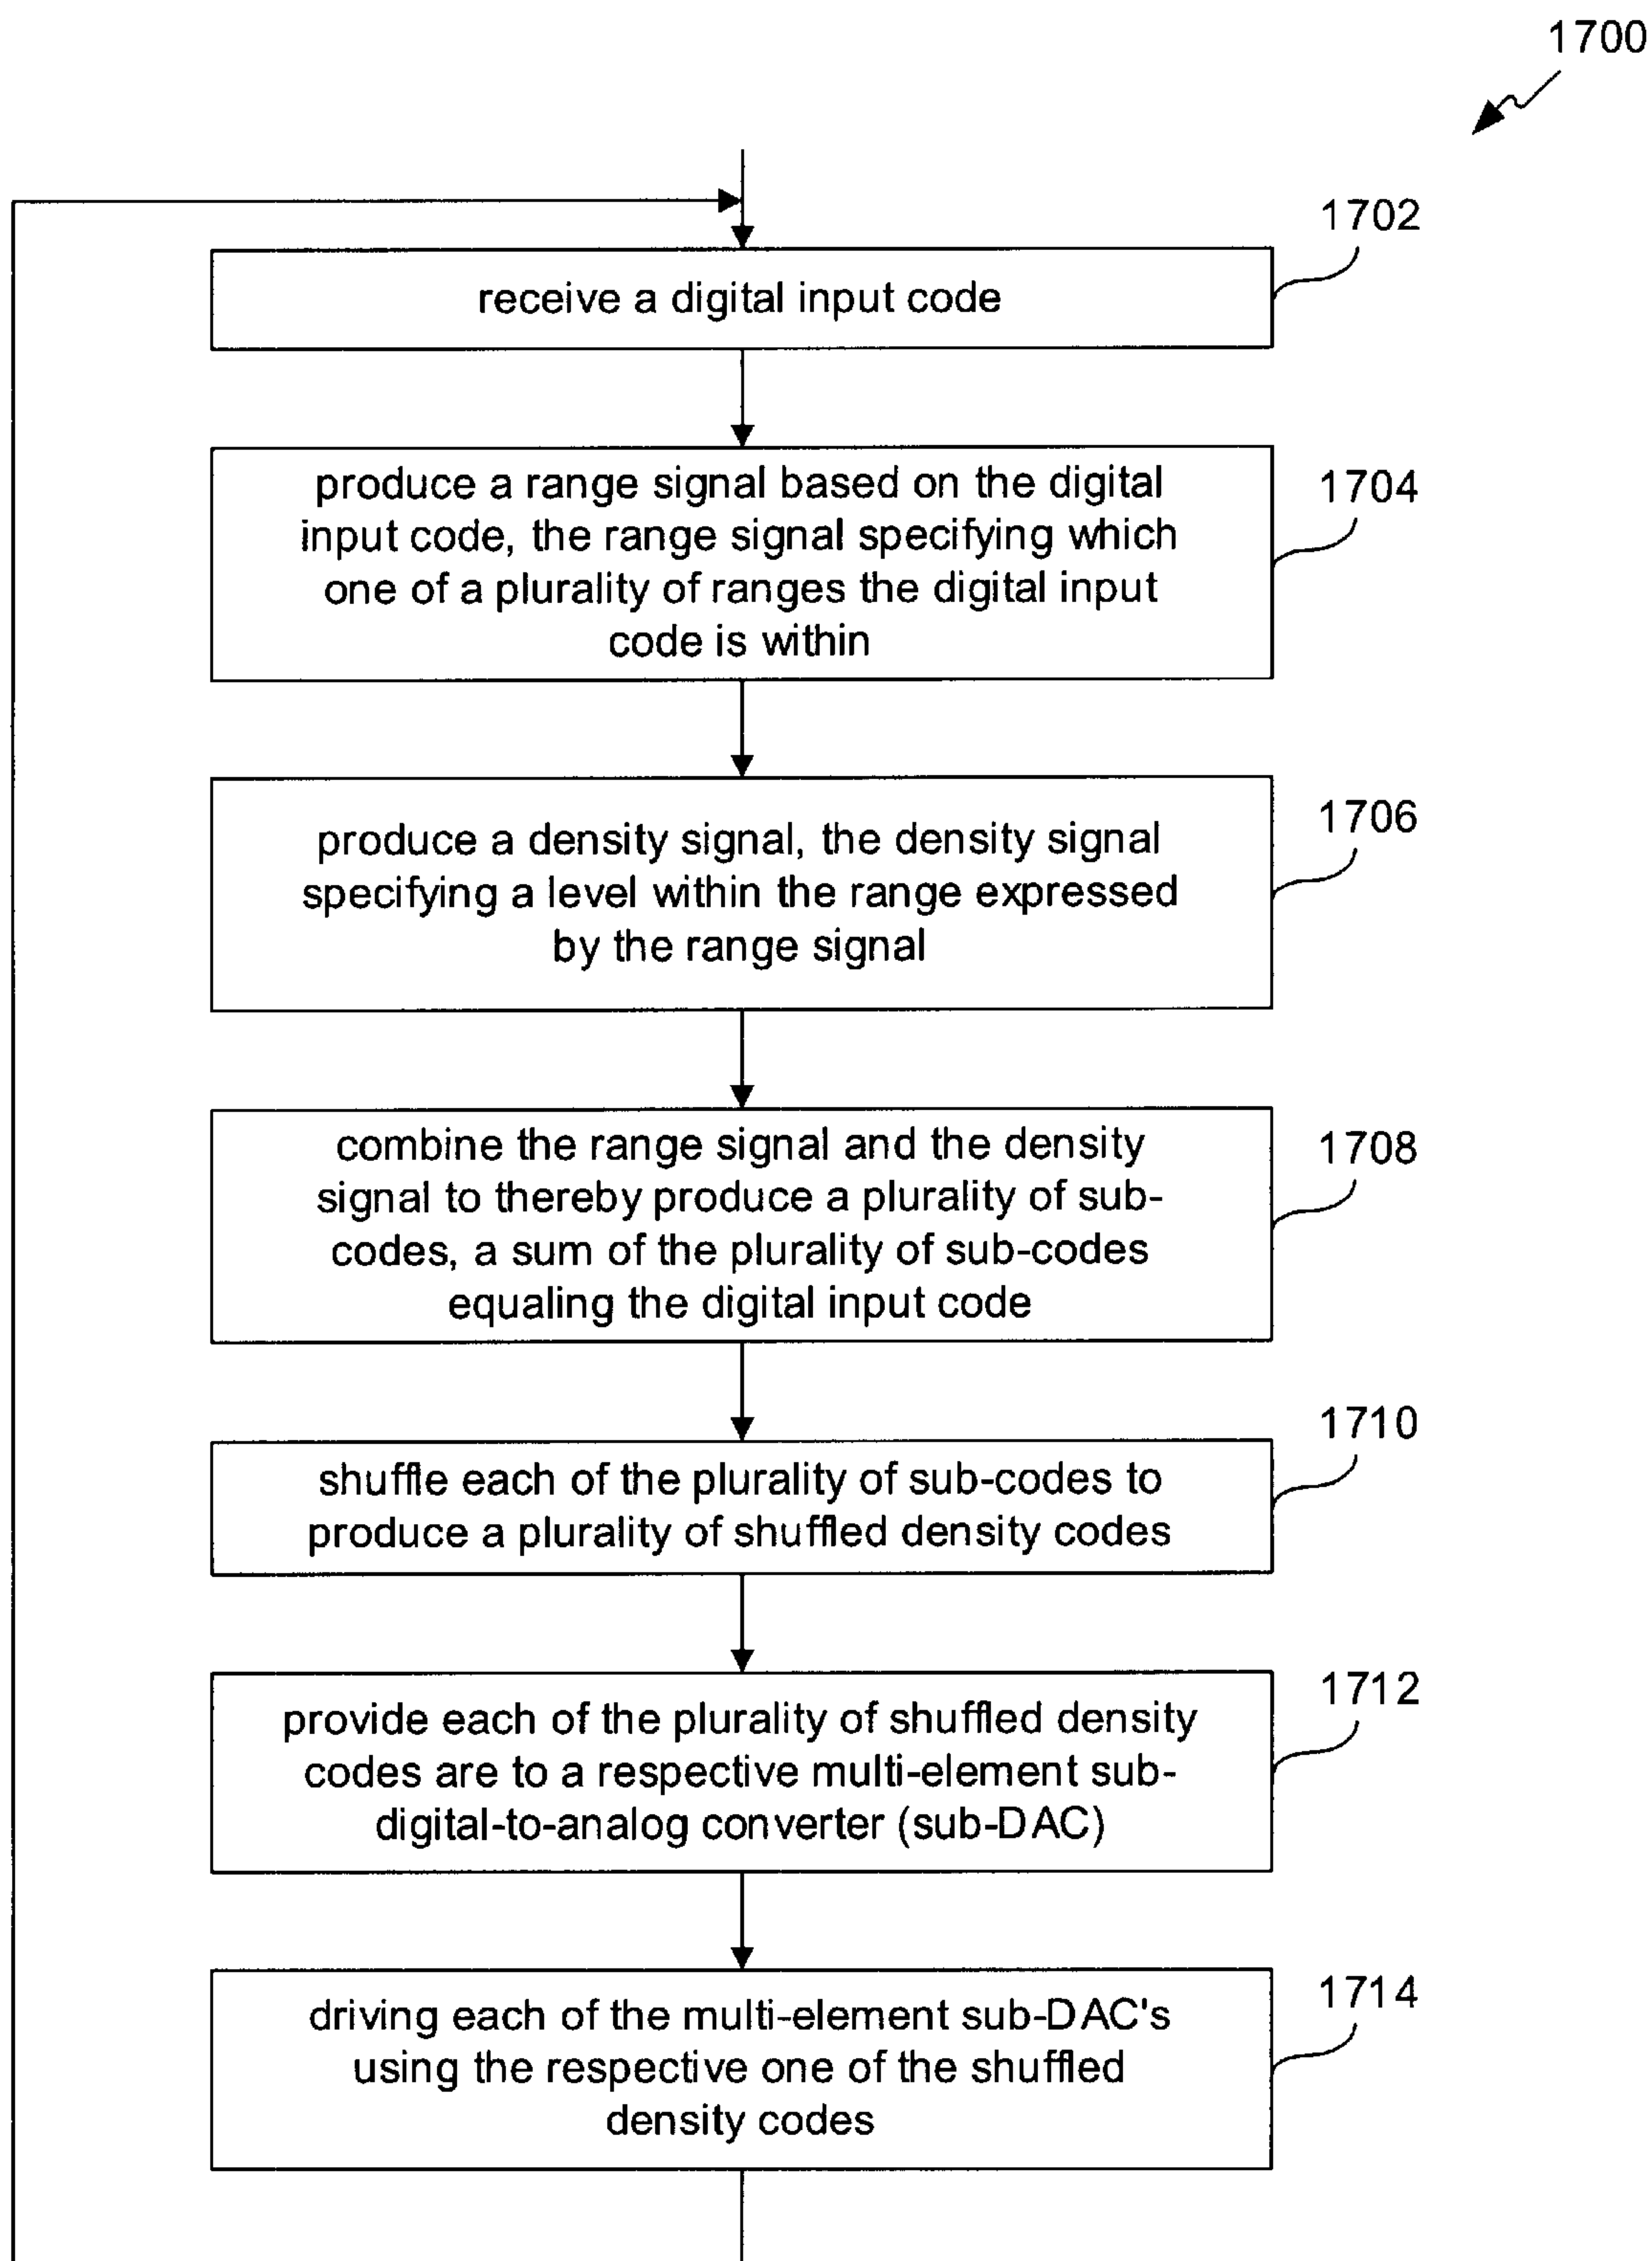 1700
1702
receive a digital input code
1704
produce a range signal based on the digital
input code, the range signal specifying which
one of a plurality of ranges the digital input
code is within
1706
produce a density signal, the density signal
specifying a level within the range expressed
by the range signal
1708
combine the range signal and the density
signal to thereby produce a plurality of sub-
codes, a sum of the plurality of sub-codes
equaling the digital input code
1710
shuffle each of the plurality of sub-codes to
produce a plurality of shuffled density codes
1712
provide each of the plurality of shuffled density
codes are to a respective multi-element sub-
digital-to-analog converter (sub-DAC)
1714
driving each of the multi-element sub-DAC's
using the respective one of the shuffled
density codes